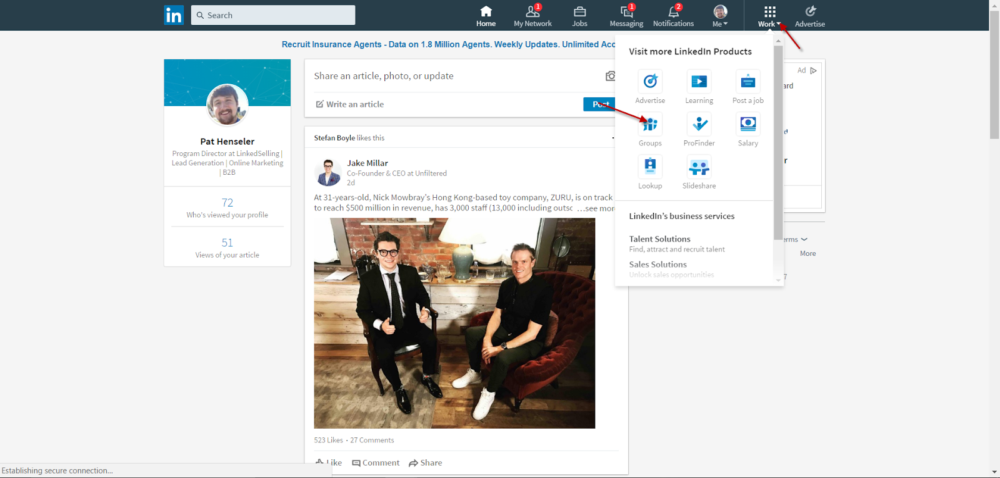 in
Search
Home
My Network
1
Jobs
Messaging
1
Notifications
2
Me
Work
Advertise
Recruit Insurance Agents - Data on 1.8 Million Agents. Weekly Updates. Unlimited
Pat Henseler
Program Director at LinkedSelling |
Lead Generation | Online Marketing
| B2B
72
Who's viewed your profile
51
Views of your article
Share an article, photo, or update
Write an article
Post
Stefan Boyle likes this
Jake Millar
Co-Founder & CEO at Unfiltered
2d
At 31-years-old, Nick Mowbray's Hong Kong-based toy company, ZURU, is on track
to reach $500 million in revenue, has 3,000 staff (13,000 including ...see more
523 Likes • 27 Comments
Like
Comment
Share
Visit more LinkedIn Products
Advertise
Learning
Post a job
Groups
ProFinder
Salary
Lookup
Slideshare
LinkedIn's business services
Talent Solutions
Find, attract and recruit talent
Sales Solutions
Unlock sales opportunities
Ad
More
Establishing secure connection...